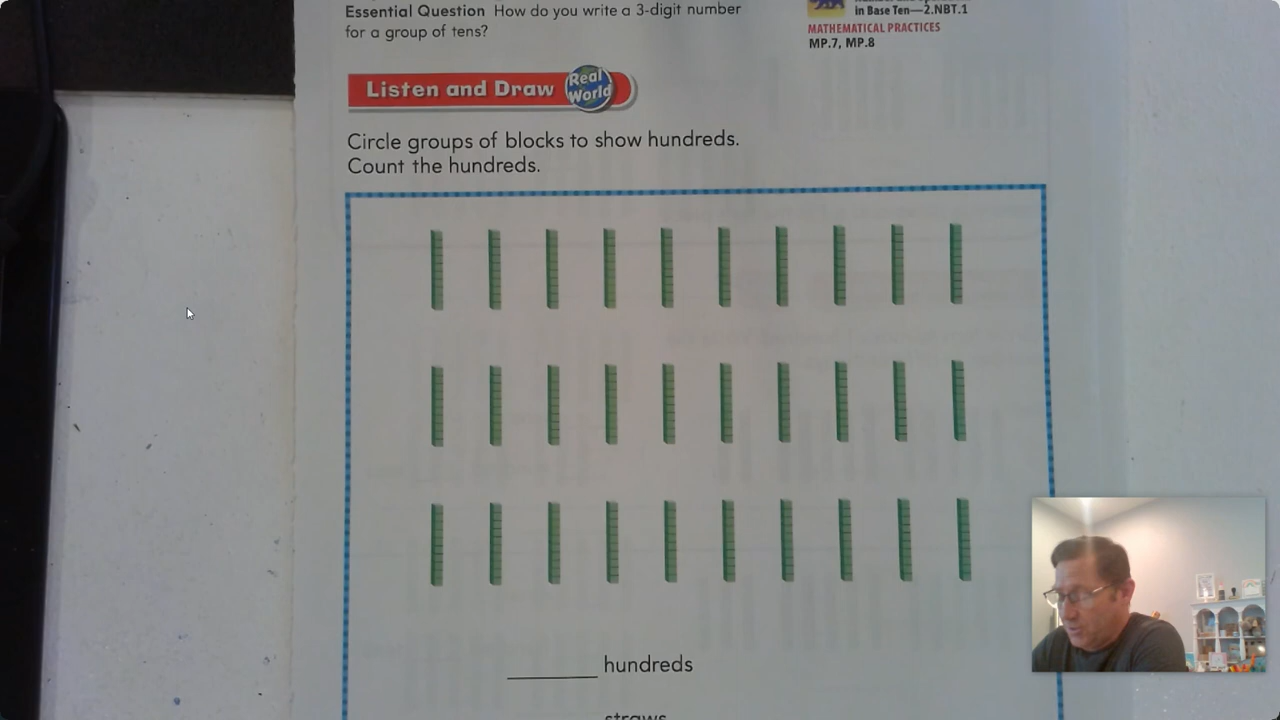 Essential Question How do you write a 3-digit number
for a group of tens?
in Base Ten—2.NBT.1
MATHEMATICAL PRACTICES
MP.7, MP.8
Listen and Draw
Real
World
Circle groups of blocks to show hundreds.
Count the hundreds.
hundreds
straws